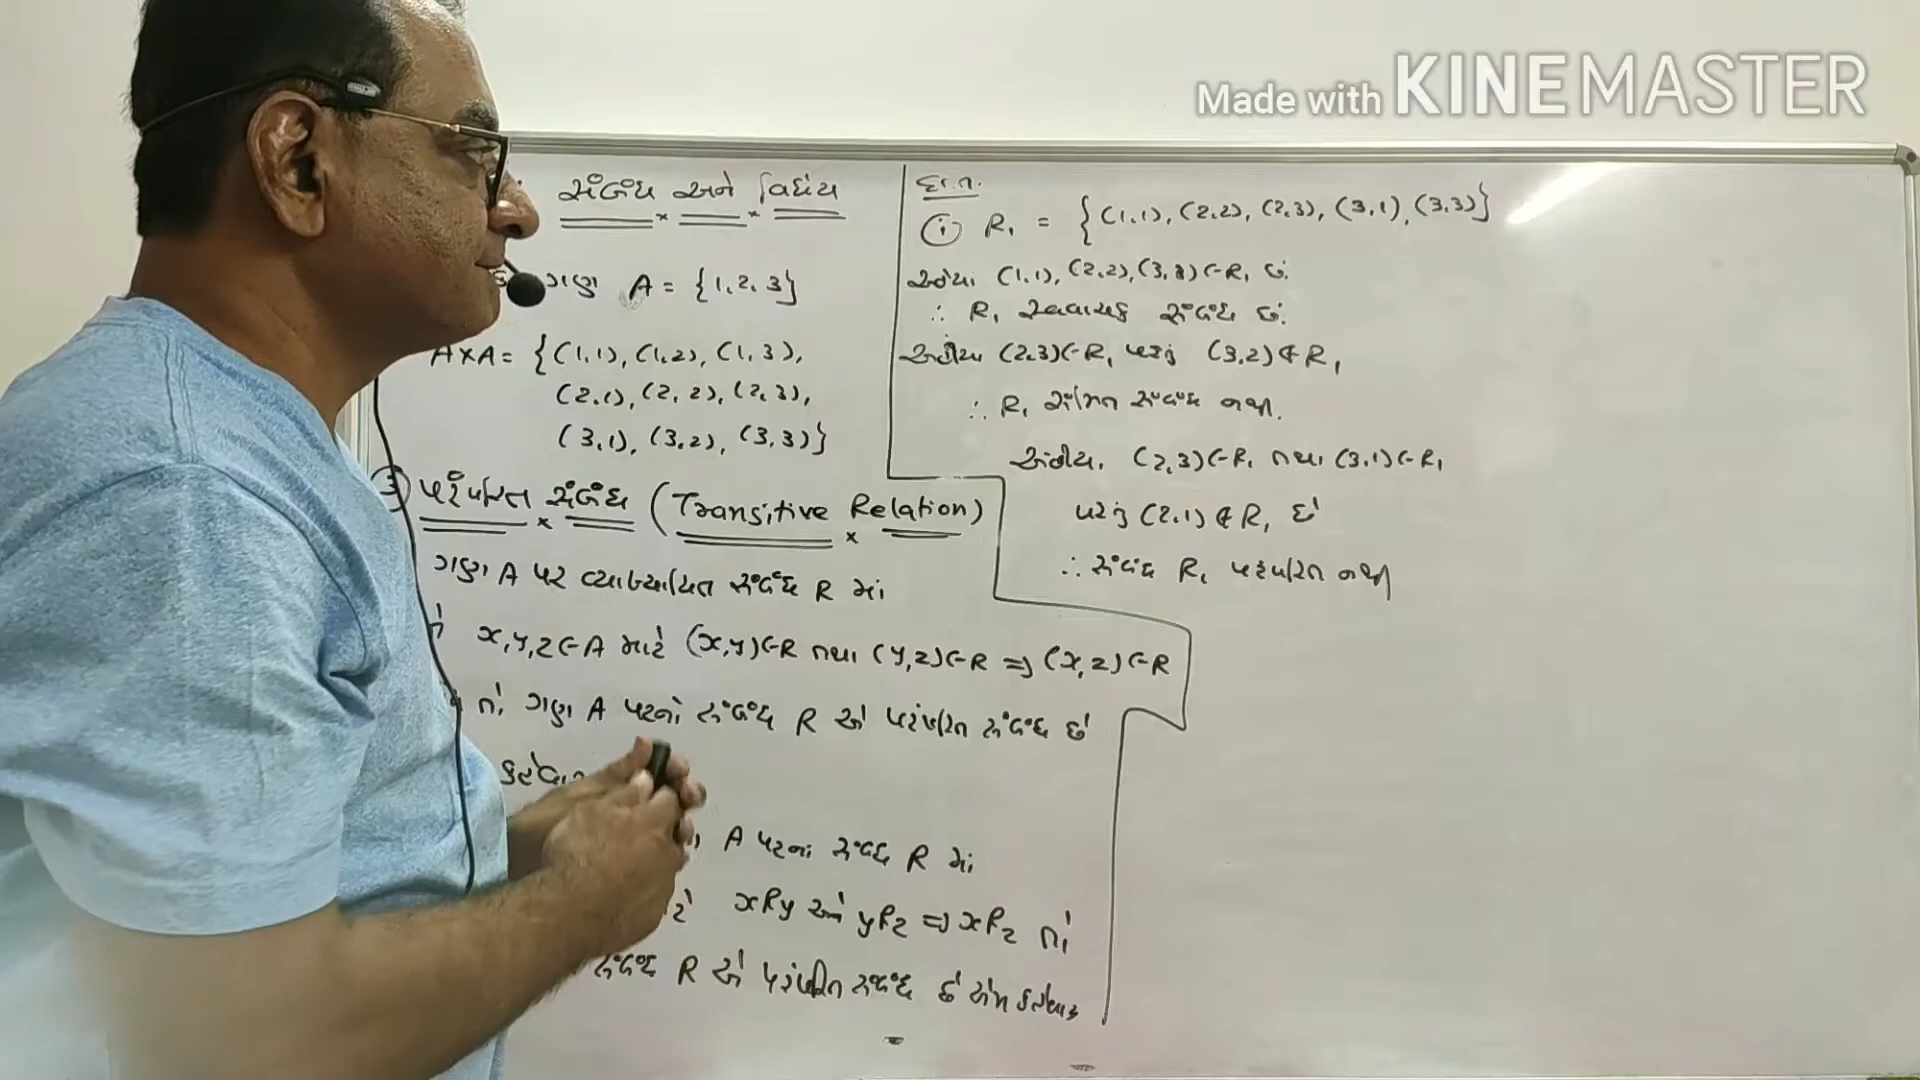 Made with KINEMASTER
સંબંધ અને વિધેય
ગણ A = {1, 2, 3}
A×A = {(1,1), (1,2), (1,3),
(2,1), (2,2), (2,3),
(3,1), (3,2), (3,3)}
③ પરંપરિત સંબંધ (Transitive Relation)
ગણ A પર વ્યાખ્યાયિત સંબંધ R માં
x,y,z∈A માટે (x,y)∈R તથા (y,z)∈R ⇒ (x,z)∈R
તો ગણ A પરનો સંબંધ R એ પરંપરિત સંબંધ છે
A પરના સંબંધ R માં
xRy અને yRz ⇒ xRz તો
સંબંધ R એ પરંપરિત સંબંધ છે એમ કહેવાય
દા.ત.
① R₁ = {(1,1), (2,2), (2,3), (3,1), (3,3)}
અહીંયા (1,1), (2,2), (3,3)∈R₁ છે.
∴ R₁ સ્વવાચક સંબંધ છે.
અહીંયા (2,3)∈R₁ પરંતુ (3,2)∉R₁
∴ R₁ સંમિત સંબંધ નથી.
અહીંયા (2,3)∈R₁ તથા (3,1)∈R₁
પરંતુ (2,1)∉R₁ છે
∴ સંબંધ R₁ પરંપરિત નથી